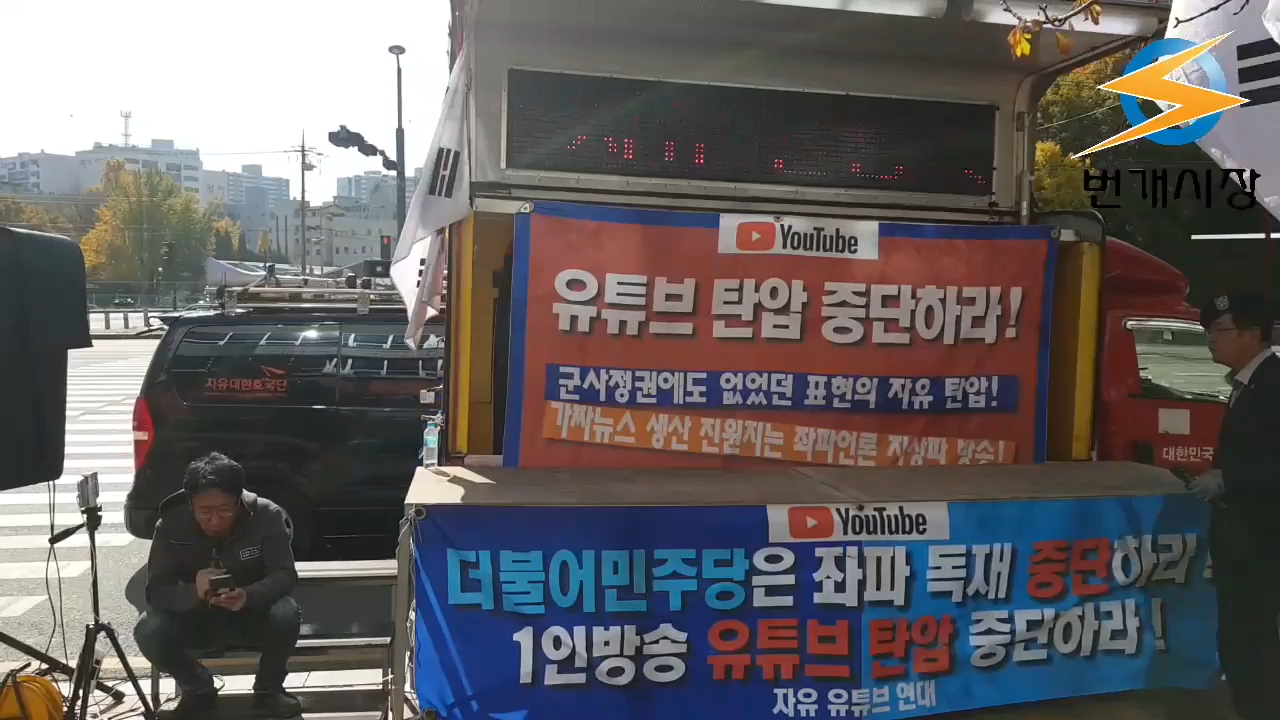 번개시장
YouTube
유튜브 탄압 중단하라!
군사정권에도 없었던 표현의 자유 탄압!
가짜뉴스 생산 진원지는 좌파언론 지상파 방송!
자유대한호국단
대한민국
YouTube
더불어민주당은 좌파 독재 중단하라!
1인방송 유튜브 탄압 중단하라!
자유 유튜브 연대